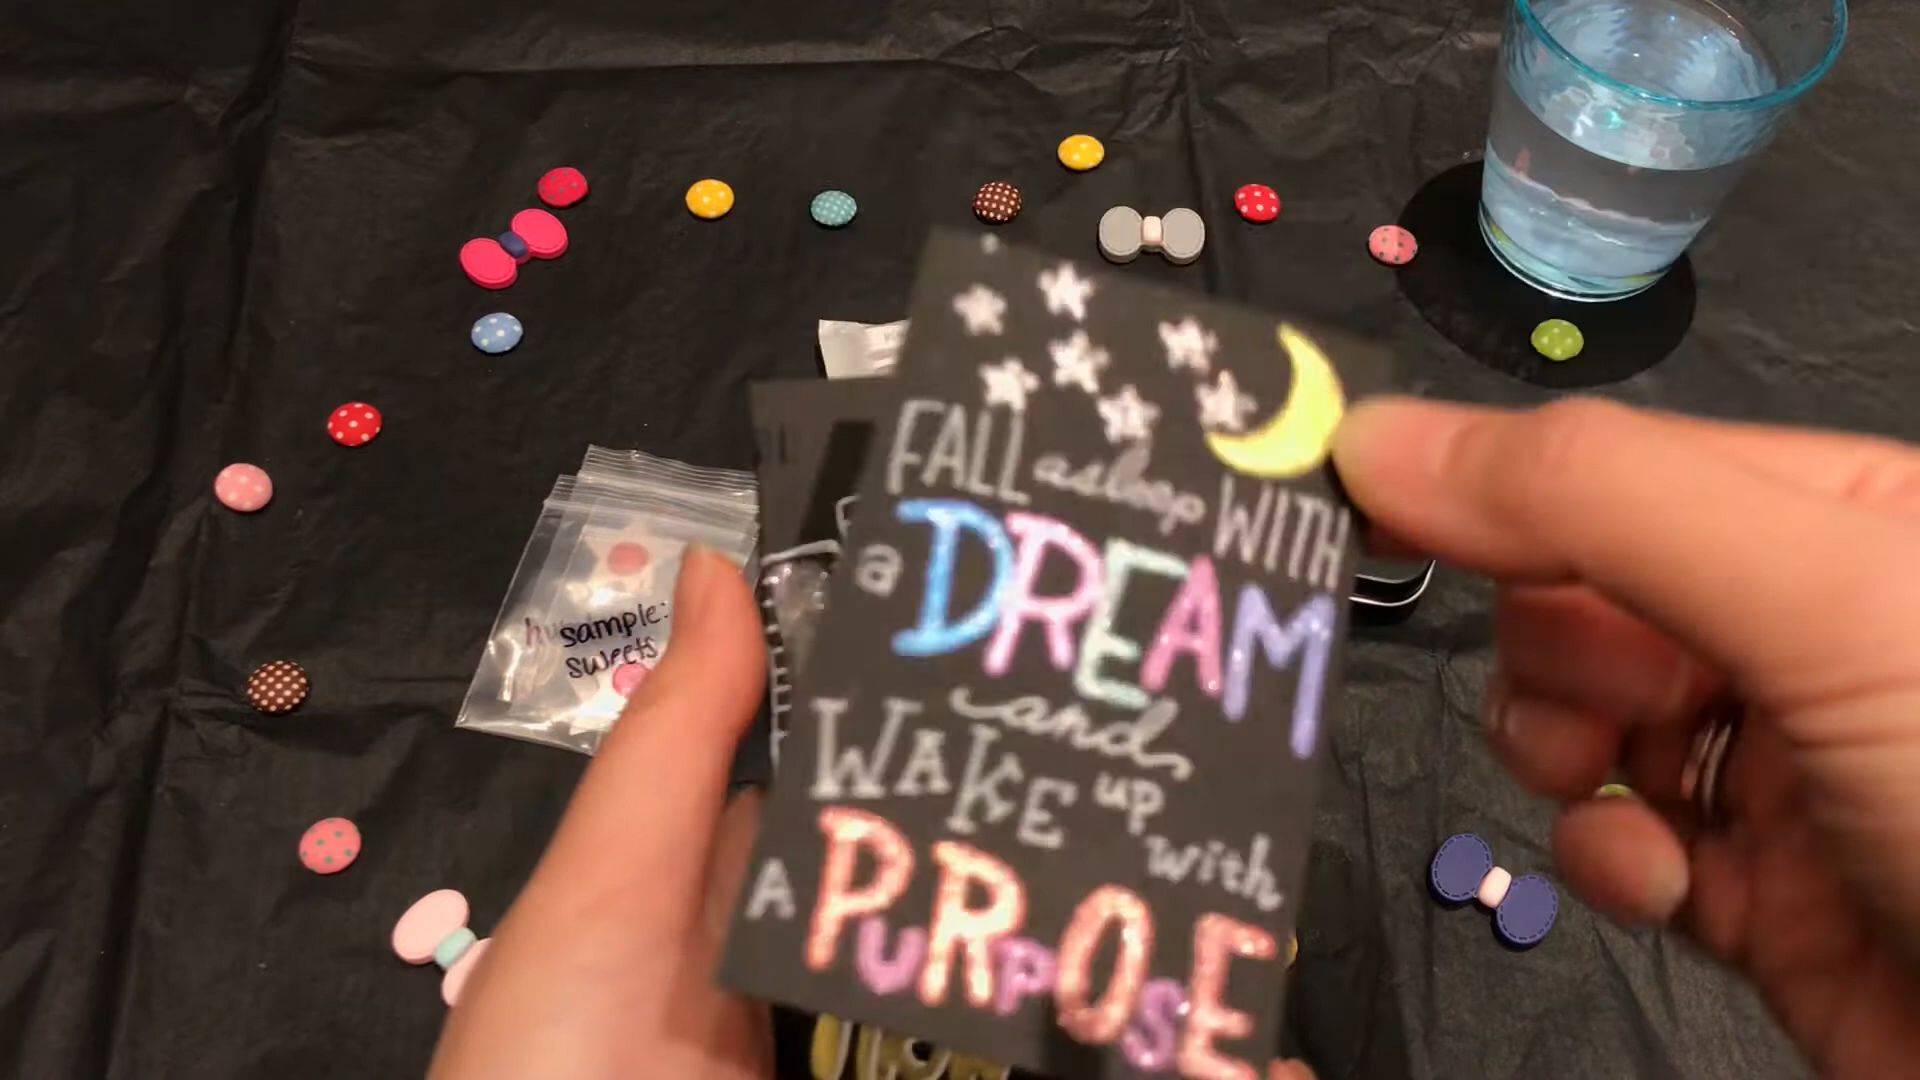 FALL asleep WITH
a DREAM
and
WAKE up with
A PURPOSE
sample:
sweets